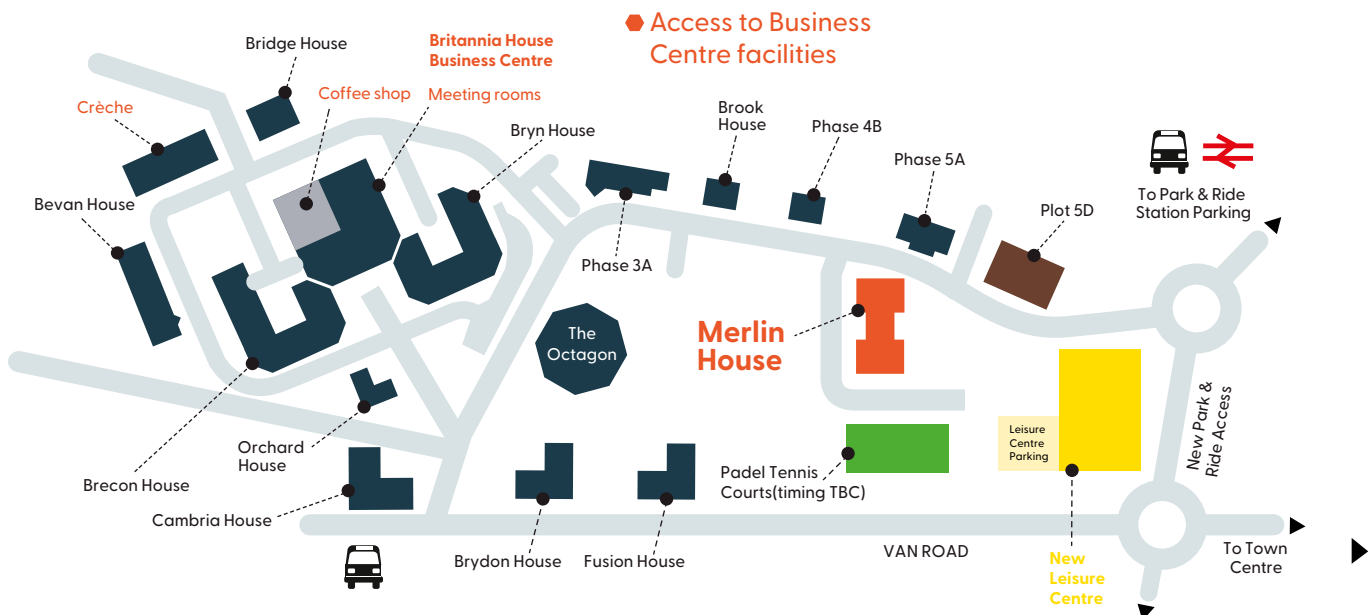 Access to Business
Centre facilities
Bridge House
Britannia House
Business Centre
Crèche
Coffee shop
Meeting rooms
Bryn House
Brook
House
Phase 4B
Phase 5A
To Park & Ride
Station Parking
Bevan House
Plot 5D
Phase 3A
The
Octagon
Merlin
House
New Park &
Ride Access
Leisure
Centre
Parking
Orchard
House
Padel Tennis
Courts(timing TBC)
Brecon House
Cambria House
Brydon House
Fusion House
VAN ROAD
New
Leisure
Centre
To Town
Centre